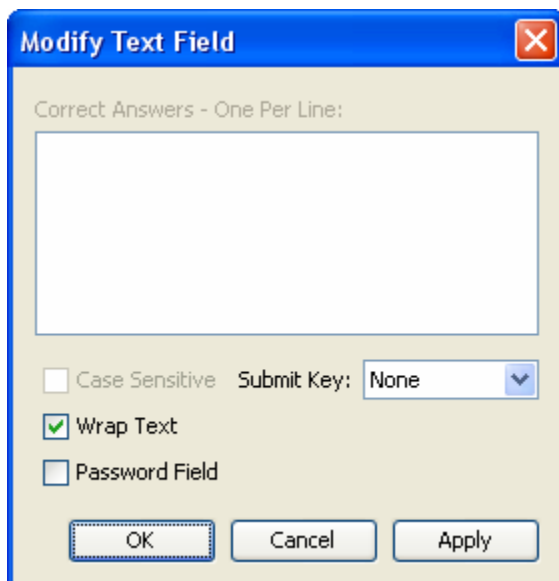 Modify Text Field
Correct Answers - One Per Line:
Case Sensitive Submit Key: None
Wrap Text
Password Field
OK Cancel Apply